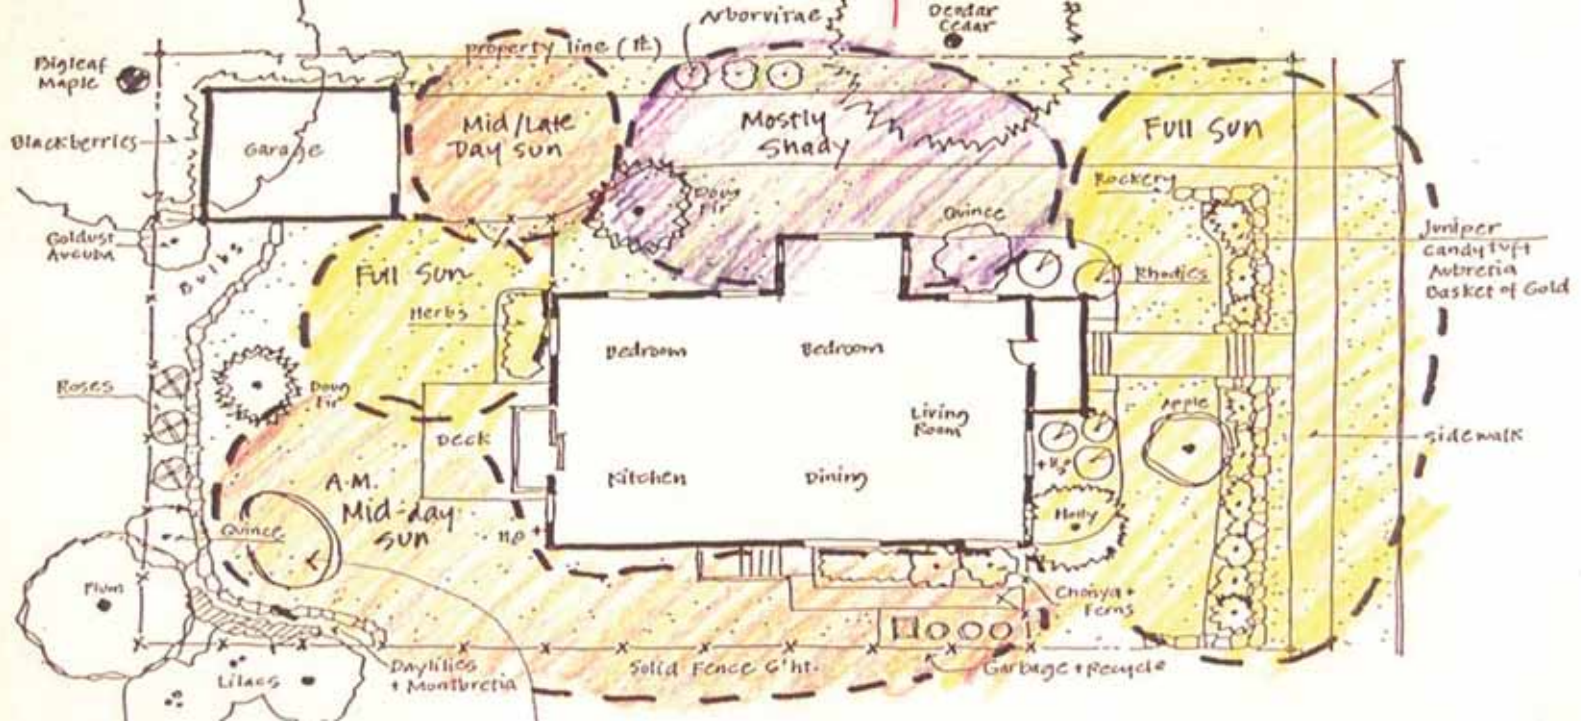 Arborvitae
Deodar
Cedar
property line (℄)
Bigleaf
Maple
Blackberries
Garage
Mid/Late
Day sun
Mostly
Shady
Full Sun
Rockery
Doug
Fir
Quince
Rhodies
Juniper
Candytuft
Aubretia
Basket of Gold
Goldust
Aucuba
Bulbs
Full Sun
Herbs
Bedroom
Bedroom
Roses
Doug
Fir
Deck
Living
Room
Apple
sidewalk
Kitchen
Dining
A.M.
Mid-day
sun
Quince
Holly
Plum
Choisya +
Ferns
Daylilies
+ Montbretia
Solid Fence 6' ht.
Garbage + Recycle
Lilacs